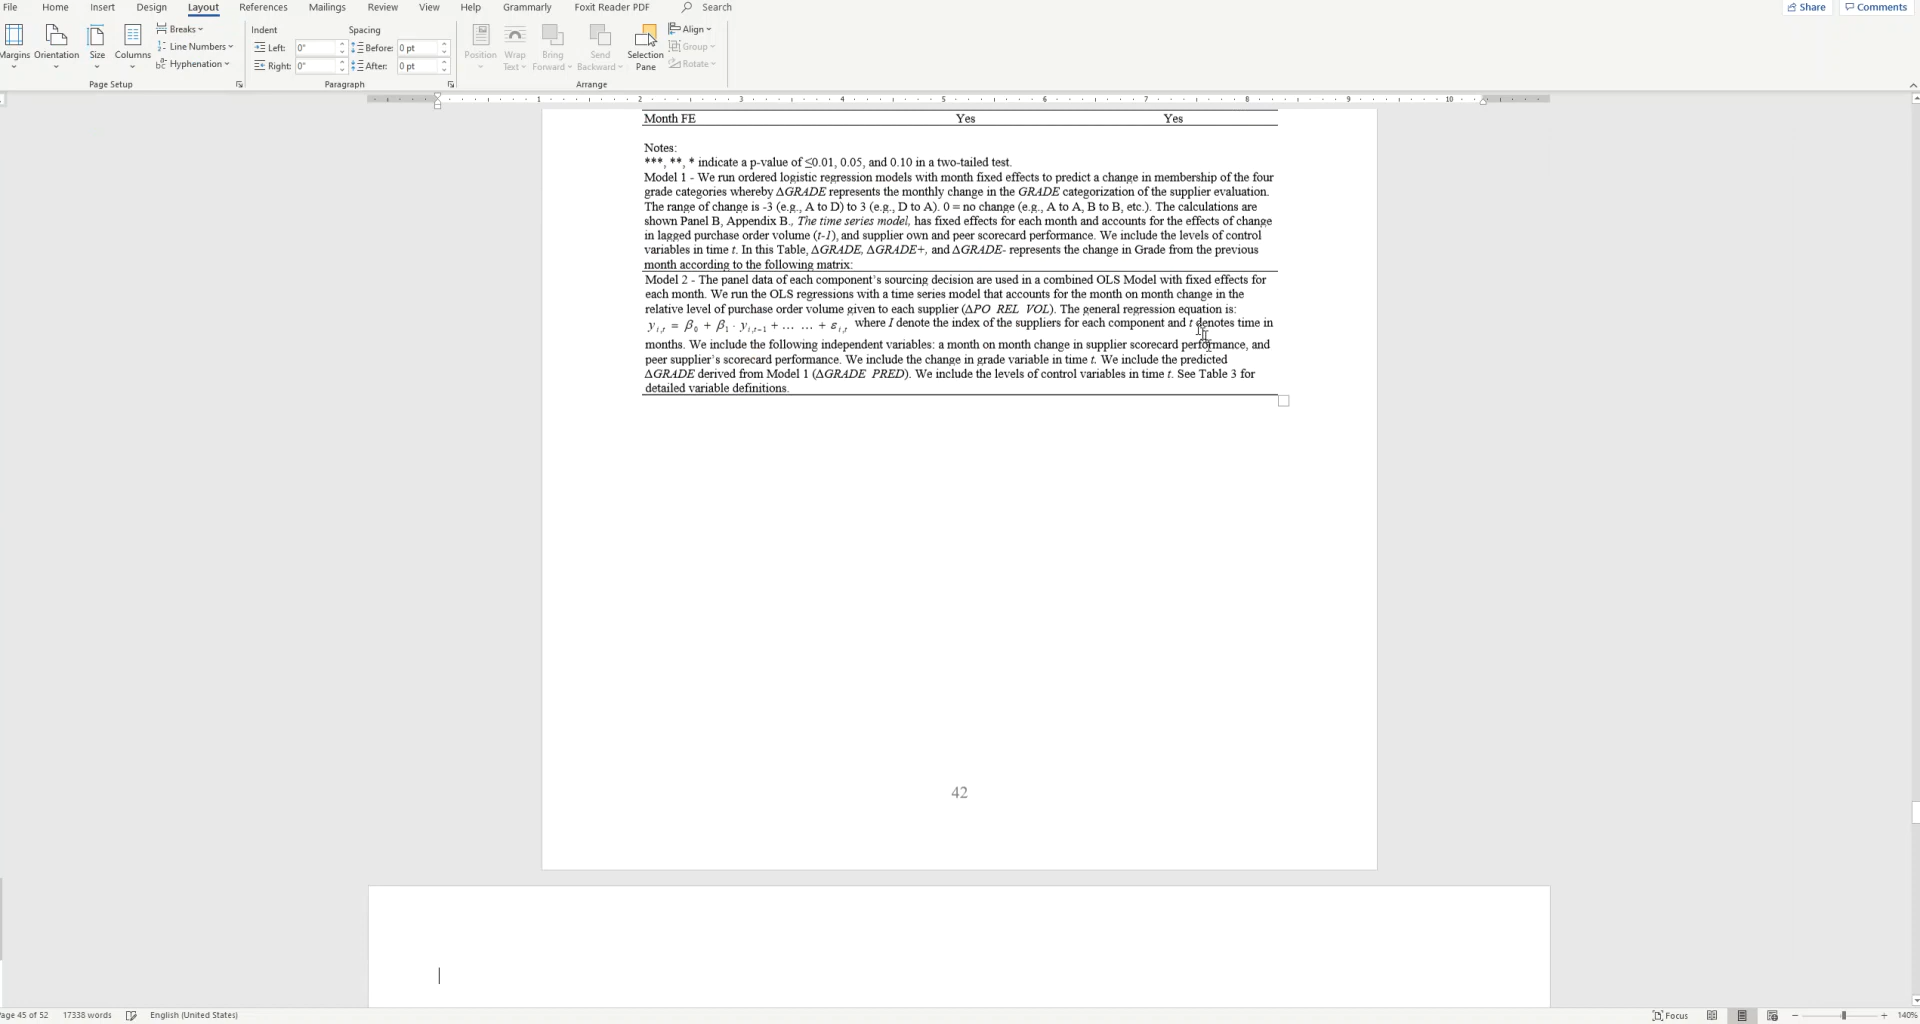 File Home Insert Design Layout References Mailings Review View Help Grammarly Foxit Reader PDF Search Share Comments
Margins Orientation Size Columns
Breaks
Line Numbers
Hyphenation
Page Setup
Indent Spacing
Left: 0" Before: 0 pt
Right: 0" After: 0 pt
Paragraph
Position Wrap Text Bring Forward Send Backward Selection Pane
Align
Group
Rotate
Arrange
1 2 3 4 5 6 7 8 9 10
Month FE Yes Yes
Notes:
***, **, * indicate a p-value of ≤0.01, 0.05, and 0.10 in a two-tailed test.
Model 1 - We run ordered logistic regression models with month fixed effects to predict a change in membership of the four
grade categories whereby ΔGRADE represents the monthly change in the GRADE categorization of the supplier evaluation.
The range of change is -3 (e.g., A to D) to 3 (e.g., D to A). 0 = no change (e.g., A to A, B to B, etc.). The calculations are
shown Panel B, Appendix B., The time series model, has fixed effects for each month and accounts for the effects of change
in lagged purchase order volume (t-1), and supplier own and peer scorecard performance. We include the levels of control
variables in time t. In this Table, ΔGRADE, ΔGRADE+, and ΔGRADE- represents the change in Grade from the previous
month according to the following matrix:
Model 2 - The panel data of each component's sourcing decision are used in a combined OLS Model with fixed effects for
each month. We run the OLS regressions with a time series model that accounts for the month on month change in the
relative level of purchase order volume given to each supplier (ΔPO_REL_VOL). The general regression equation is:
y i,t = β0 + β1 · y i,t−1 + … … + ε i,t where I denote the index of the suppliers for each component and t denotes time in
months. We include the following independent variables: a month on month change in supplier scorecard performance, and
peer supplier's scorecard performance. We include the change in grade variable in time t. We include the predicted
ΔGRADE derived from Model 1 (ΔGRADE_PRED). We include the levels of control variables in time t. See Table 3 for
detailed variable definitions.
42
age 45 of 52 17338 words English (United States) Focus 140%